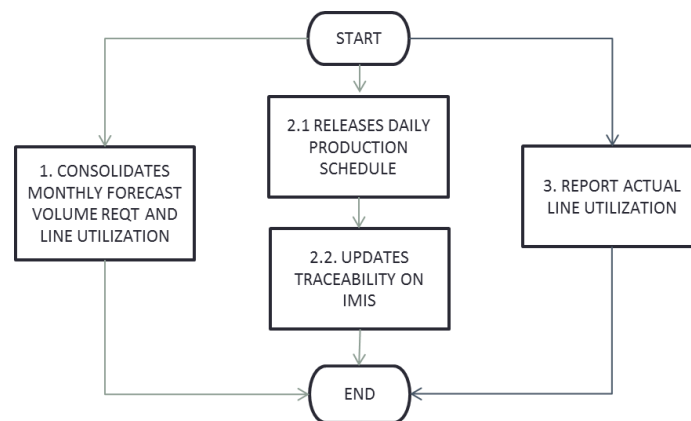 START
1. CONSOLIDATES
MONTHLY FORECAST
VOLUME REQT AND
LINE UTILIZATION
2.1 RELEASES DAILY
PRODUCTION
SCHEDULE
2.2. UPDATES
TRACEABILITY ON
IMIS
3. REPORT ACTUAL
LINE UTILIZATION
END